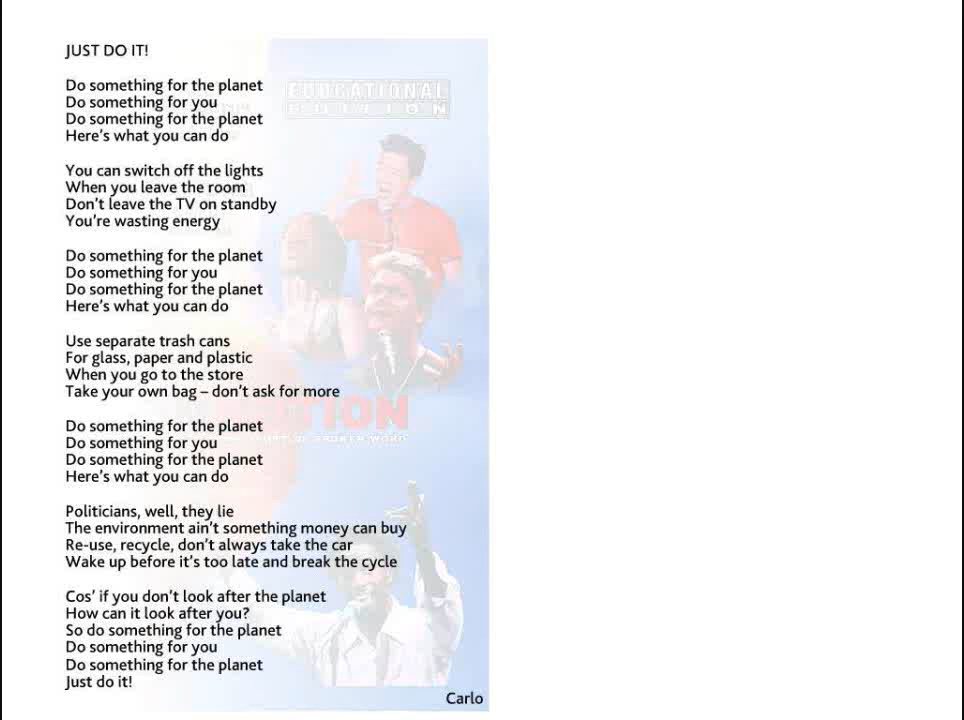 JUST DO IT!
Do something for the planet
Do something for you
Do something for the planet
Here's what you can do
You can switch off the lights
When you leave the room
Don't leave the TV on standby
You're wasting energy
Do something for the planet
Do something for you
Do something for the planet
Here's what you can do
Use separate trash cans
For glass, paper and plastic
When you go to the store
Take your own bag – don't ask for more
Do something for the planet
Do something for you
Do something for the planet
Here's what you can do
Politicians, well, they lie
The environment ain't something money can buy
Re-use, recycle, don't always take the car
Wake up before it's too late and break the cycle
Cos' if you don't look after the planet
How can it look after you?
So do something for the planet
Do something for you
Do something for the planet
Just do it!
Carlo
EDUCATIONAL
EDITION